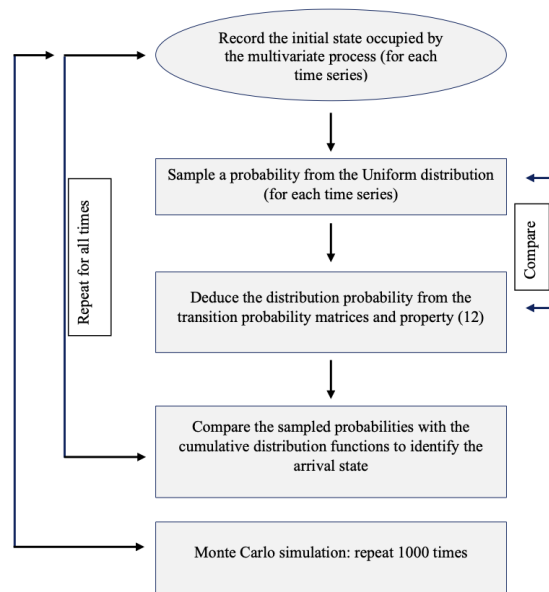 Record the initial state occupied by
the multivariate process (for each
time series)
Sample a probability from the Uniform distribution
(for each time series)
Repeat for all times
Compare
Deduce the distribution probability from the
transition probability matrices and property (12)
Compare the sampled probabilities with the
cumulative distribution functions to identify the
arrival state
Monte Carlo simulation: repeat 1000 times